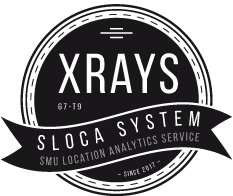 XRAYS
G7-T9
SLOCA SYSTEM
SMU LOCATION ANALYTICS SERVICE
~ SINCE 2017 ~